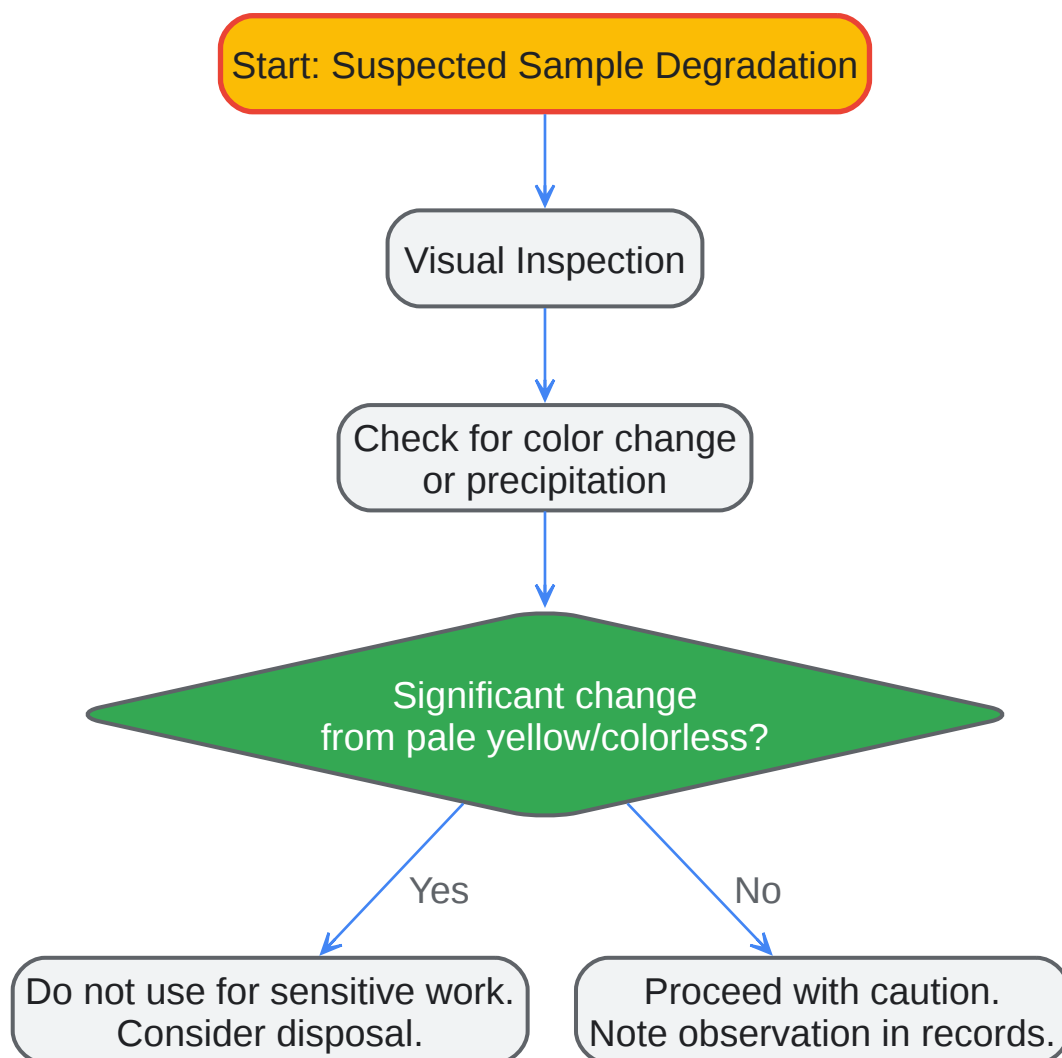 Start: Suspected Sample Degradation
Visual Inspection
Check for color change
or precipitation
Significant change
from pale yellow/colorless?
Yes
No
Do not use for sensitive work.
Consider disposal.
Proceed with caution.
Note observation in records.